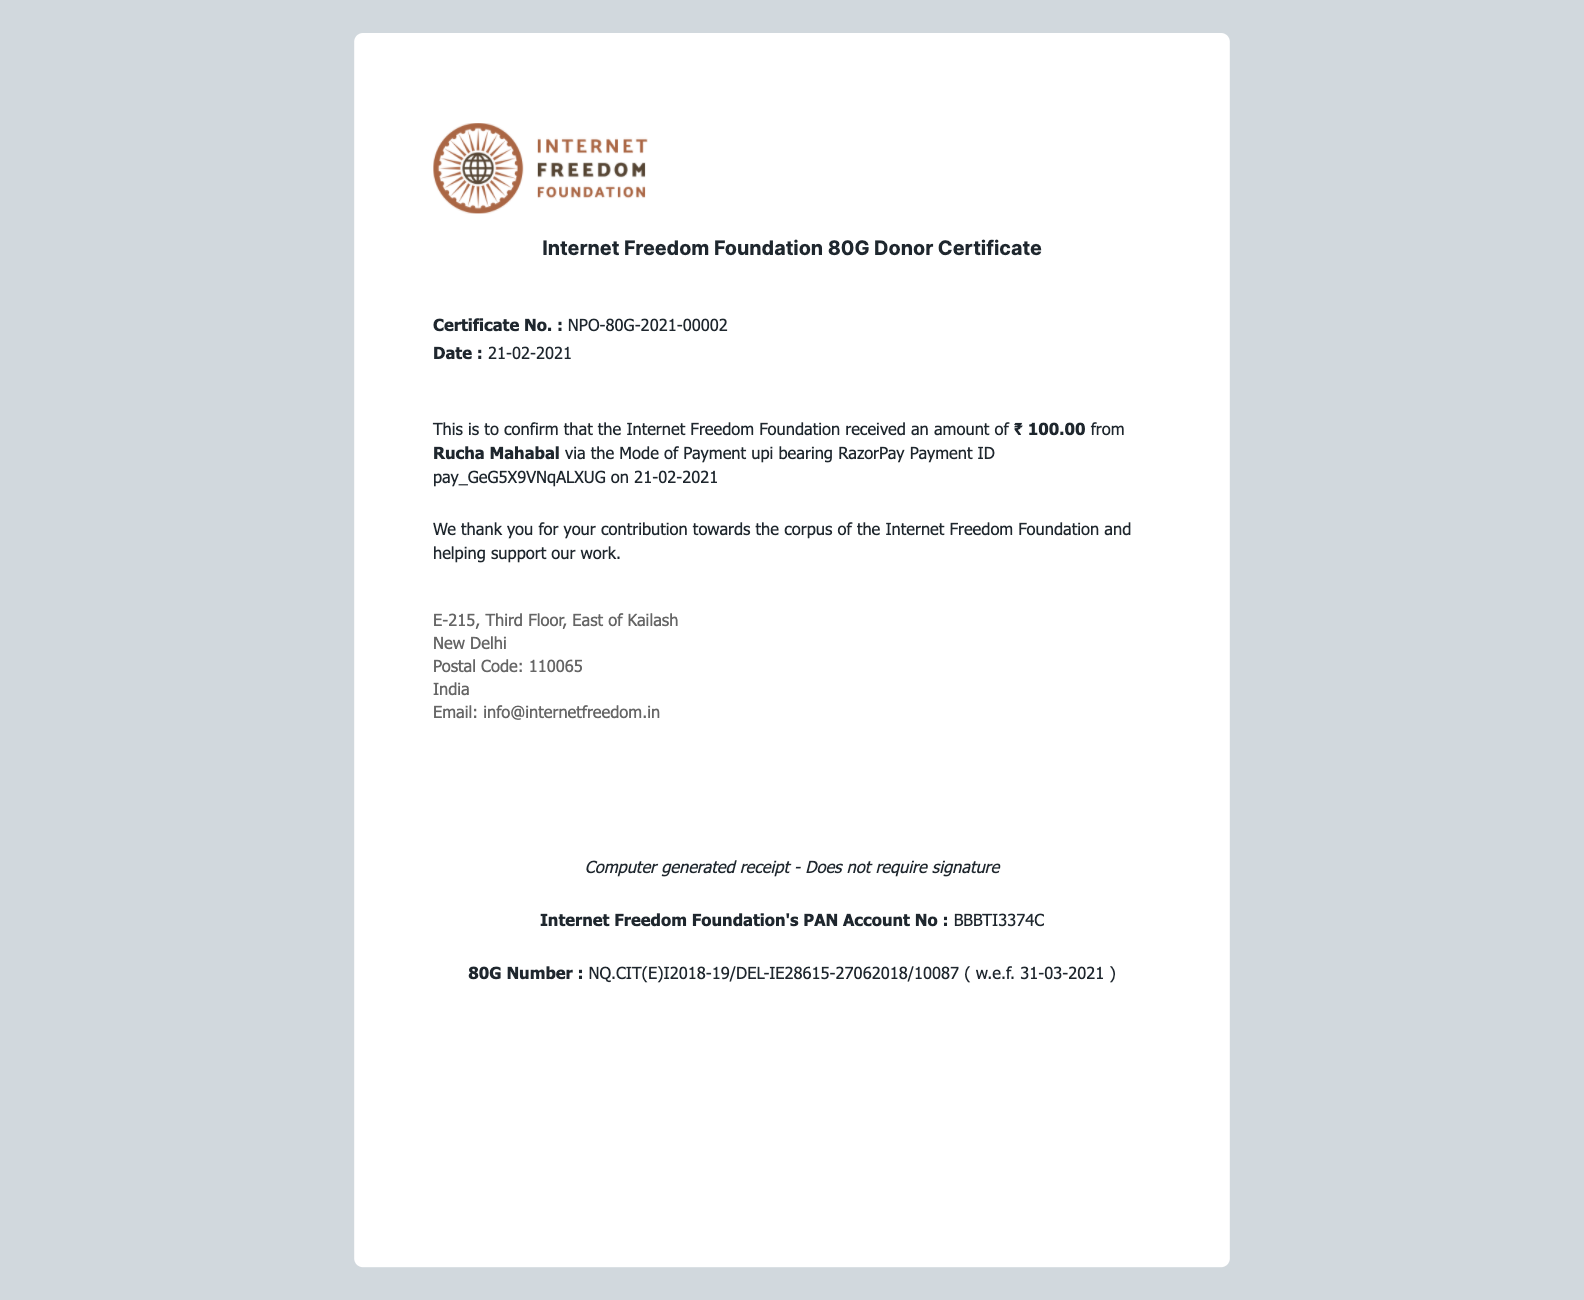 INTERNET
FREEDOM
FOUNDATION
Internet Freedom Foundation 80G Donor Certificate
Certificate No. : NPO-80G-2021-00002
Date : 21-02-2021
This is to confirm that the Internet Freedom Foundation received an amount of ₹ 100.00 from
Rucha Mahabal via the Mode of Payment upi bearing RazorPay Payment ID
pay_GeG5X9VNqALXUG on 21-02-2021
We thank you for your contribution towards the corpus of the Internet Freedom Foundation and
helping support our work.
E-215, Third Floor, East of Kailash
New Delhi
Postal Code: 110065
India
Email: info@internetfreedom.in
Computer generated receipt - Does not require signature
Internet Freedom Foundation's PAN Account No : BBBTI3374C
80G Number : NQ.CIT(E)I2018-19/DEL-IE28615-27062018/10087 ( w.e.f. 31-03-2021 )